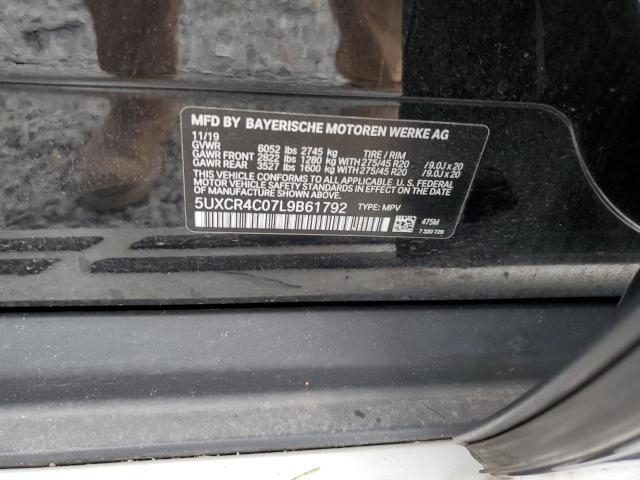 MFD BY BAYERISCHE MOTOREN WERKE AG
11/19
GVWR 6052 lbs 2745 kg TIRE / RIM
GAWR FRONT 2822 lbs 1280 kg WITH 275/45 R20 / 9.0J x 20
GAWR REAR 3527 lbs 1600 kg WITH 275/45 R20 / 9.0J x 20
THIS VEHICLE CONFORMS TO ALL APPLICABLE U.S. FEDERAL
MOTOR VEHICLE SAFETY STANDARDS IN EFFECT ON THE DATE OF
MANUFACTURE SHOWN ABOVE.
5UXCR4C07L9B61792 TYPE: MPV
475M
7 320 729